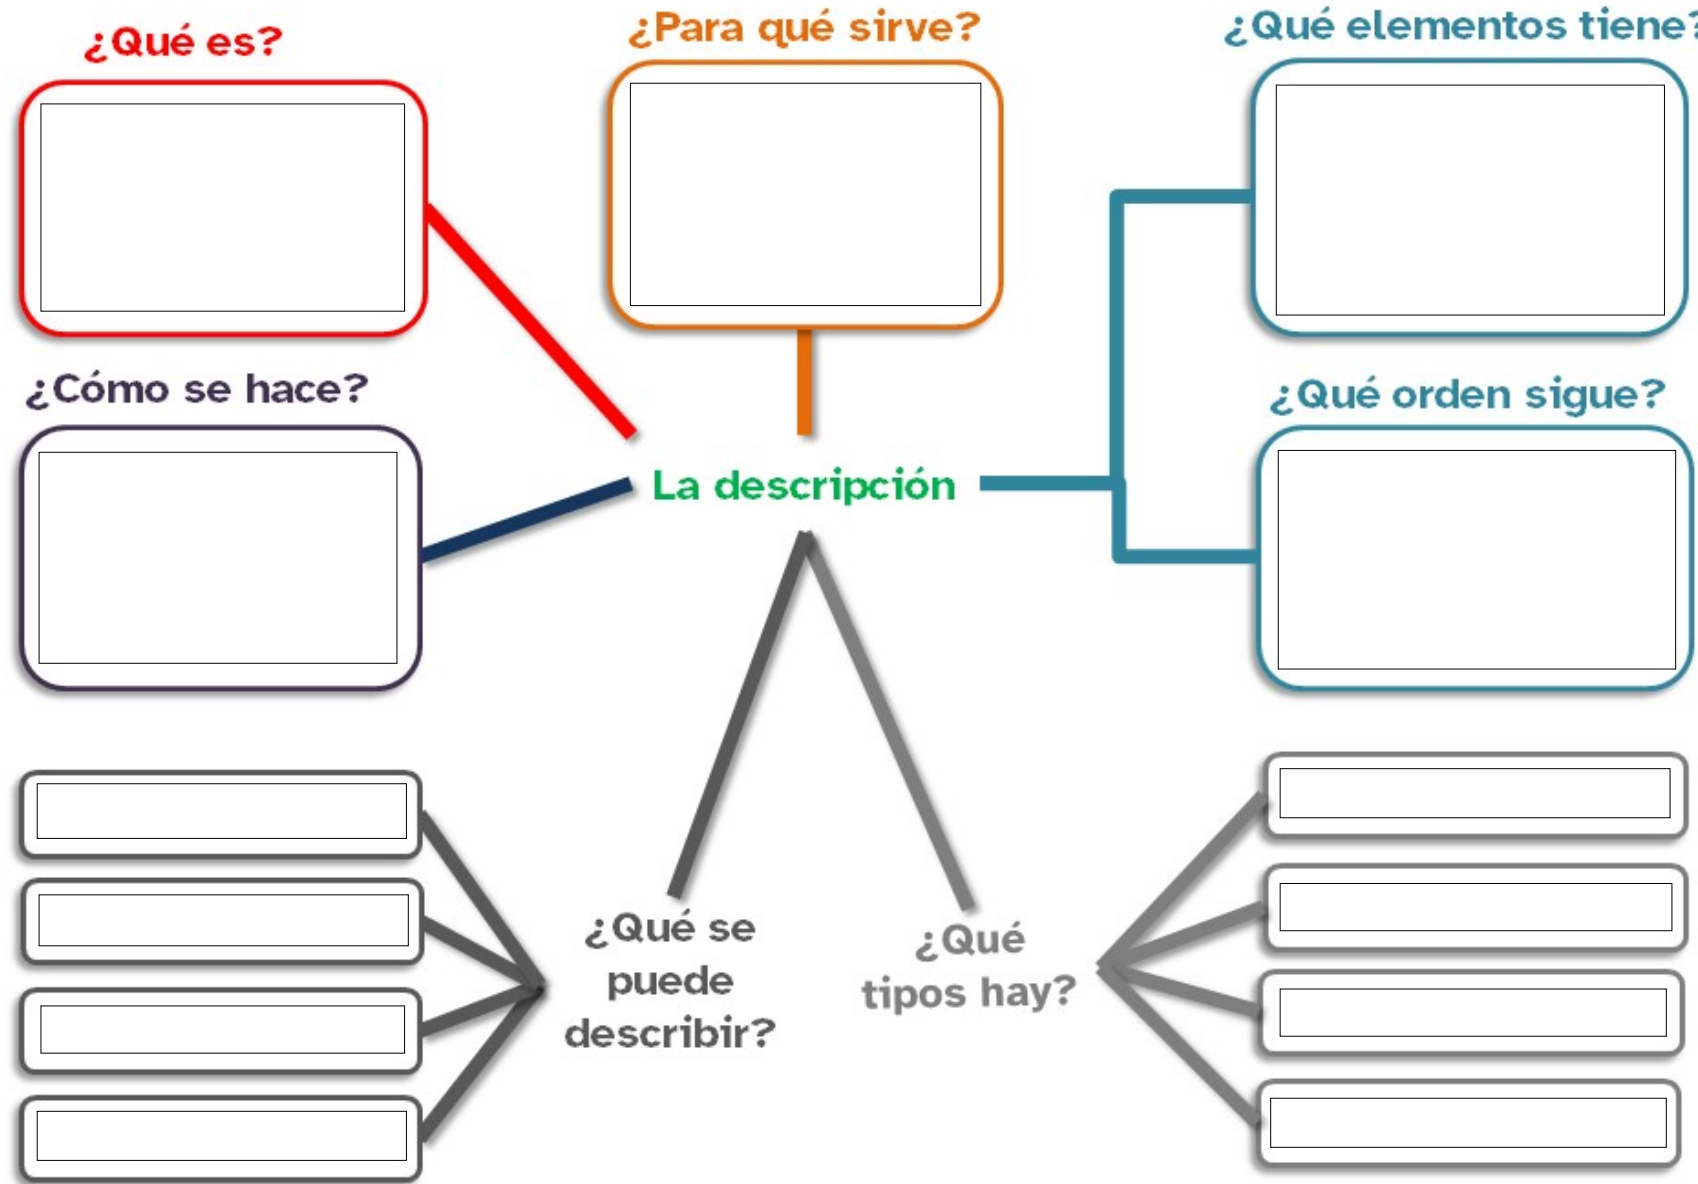 ¿Qué es?
¿Para qué sirve?
¿Qué elementos tiene?
¿Cómo se hace?
¿Qué orden sigue?
La descripción
¿Qué se
puede
describir?
¿Qué
tipos hay?